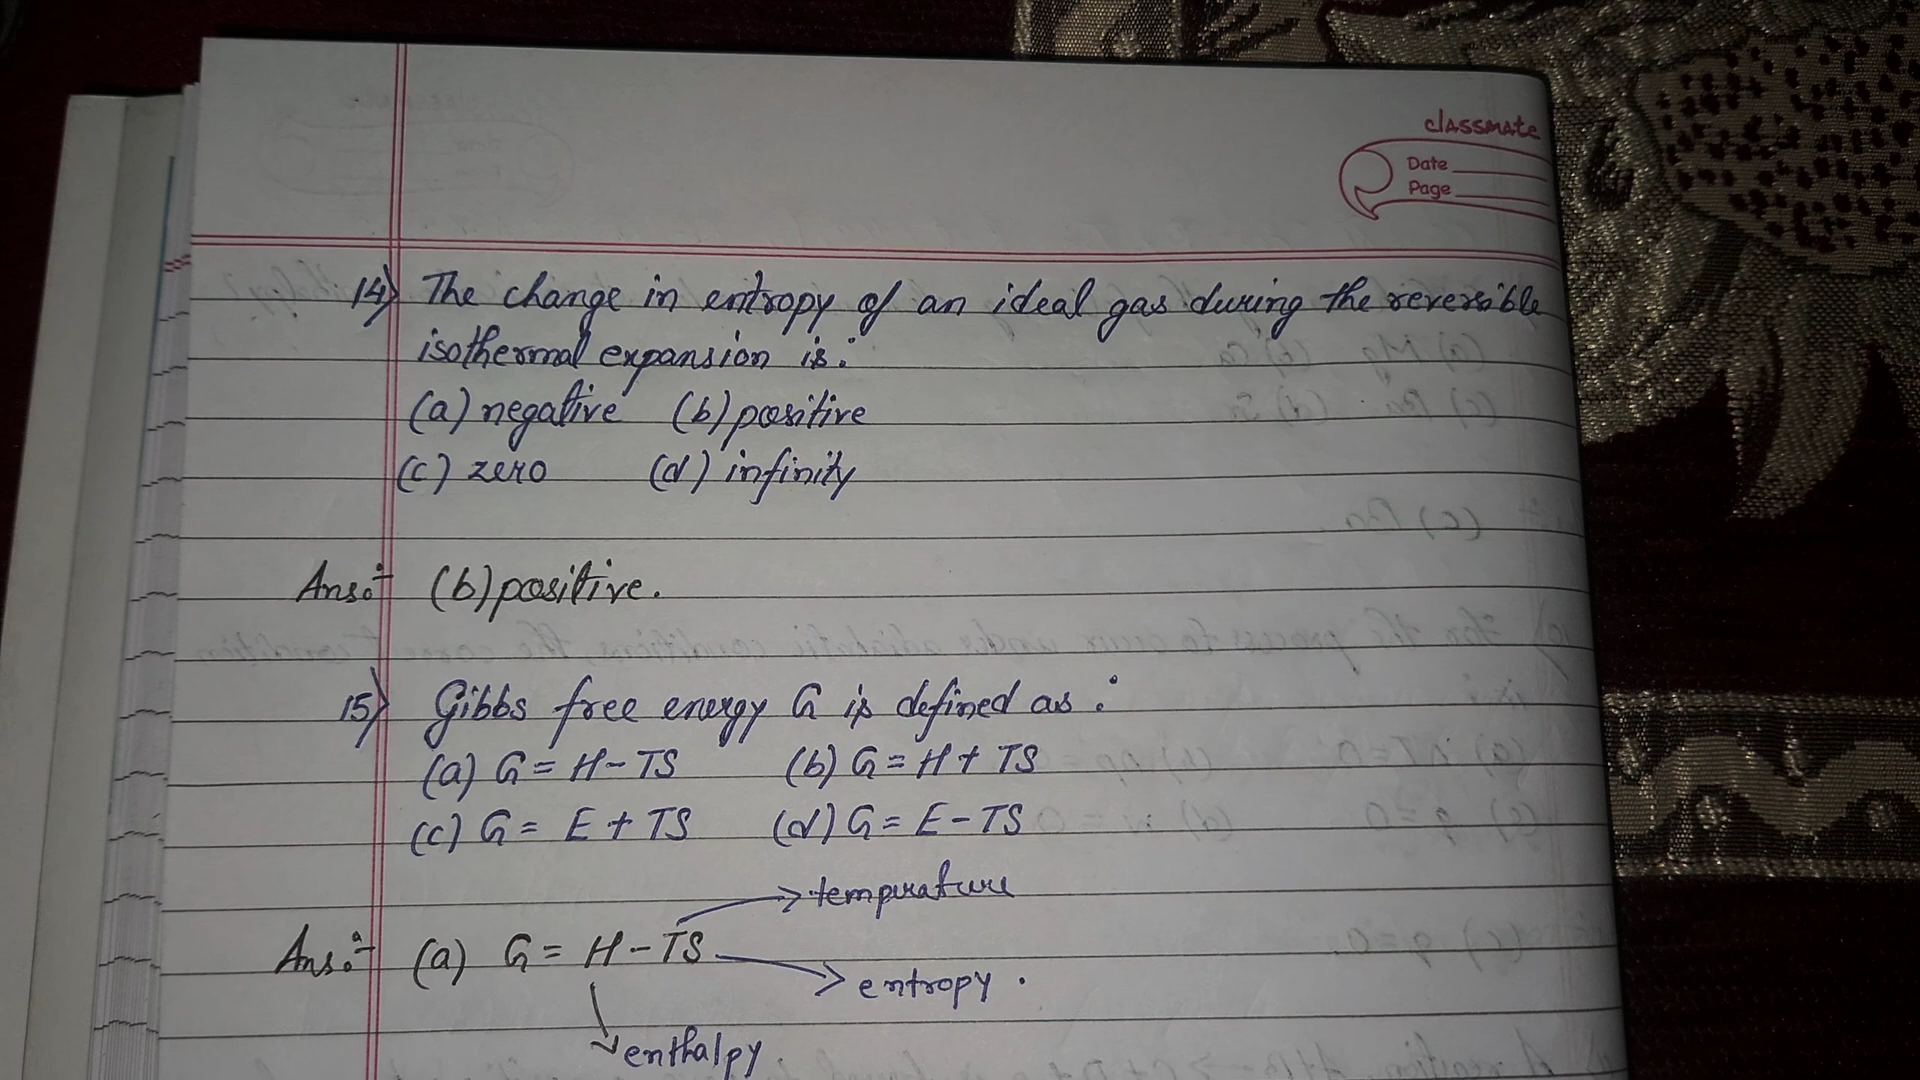 classmate
Date
Page
14) The change in entropy of an ideal gas during the reversible
isothermal expansion is:
(a) negative (b) positive
(c) zero (d) infinity
Ans:- (b) positive.
15) Gibbs free energy G is defined as:
(a) G = H - TS (b) G = H + TS
(c) G = E + TS (d) G = E - TS
temperature
Ans:- (a) G = H - TS
entropy.
enthalpy